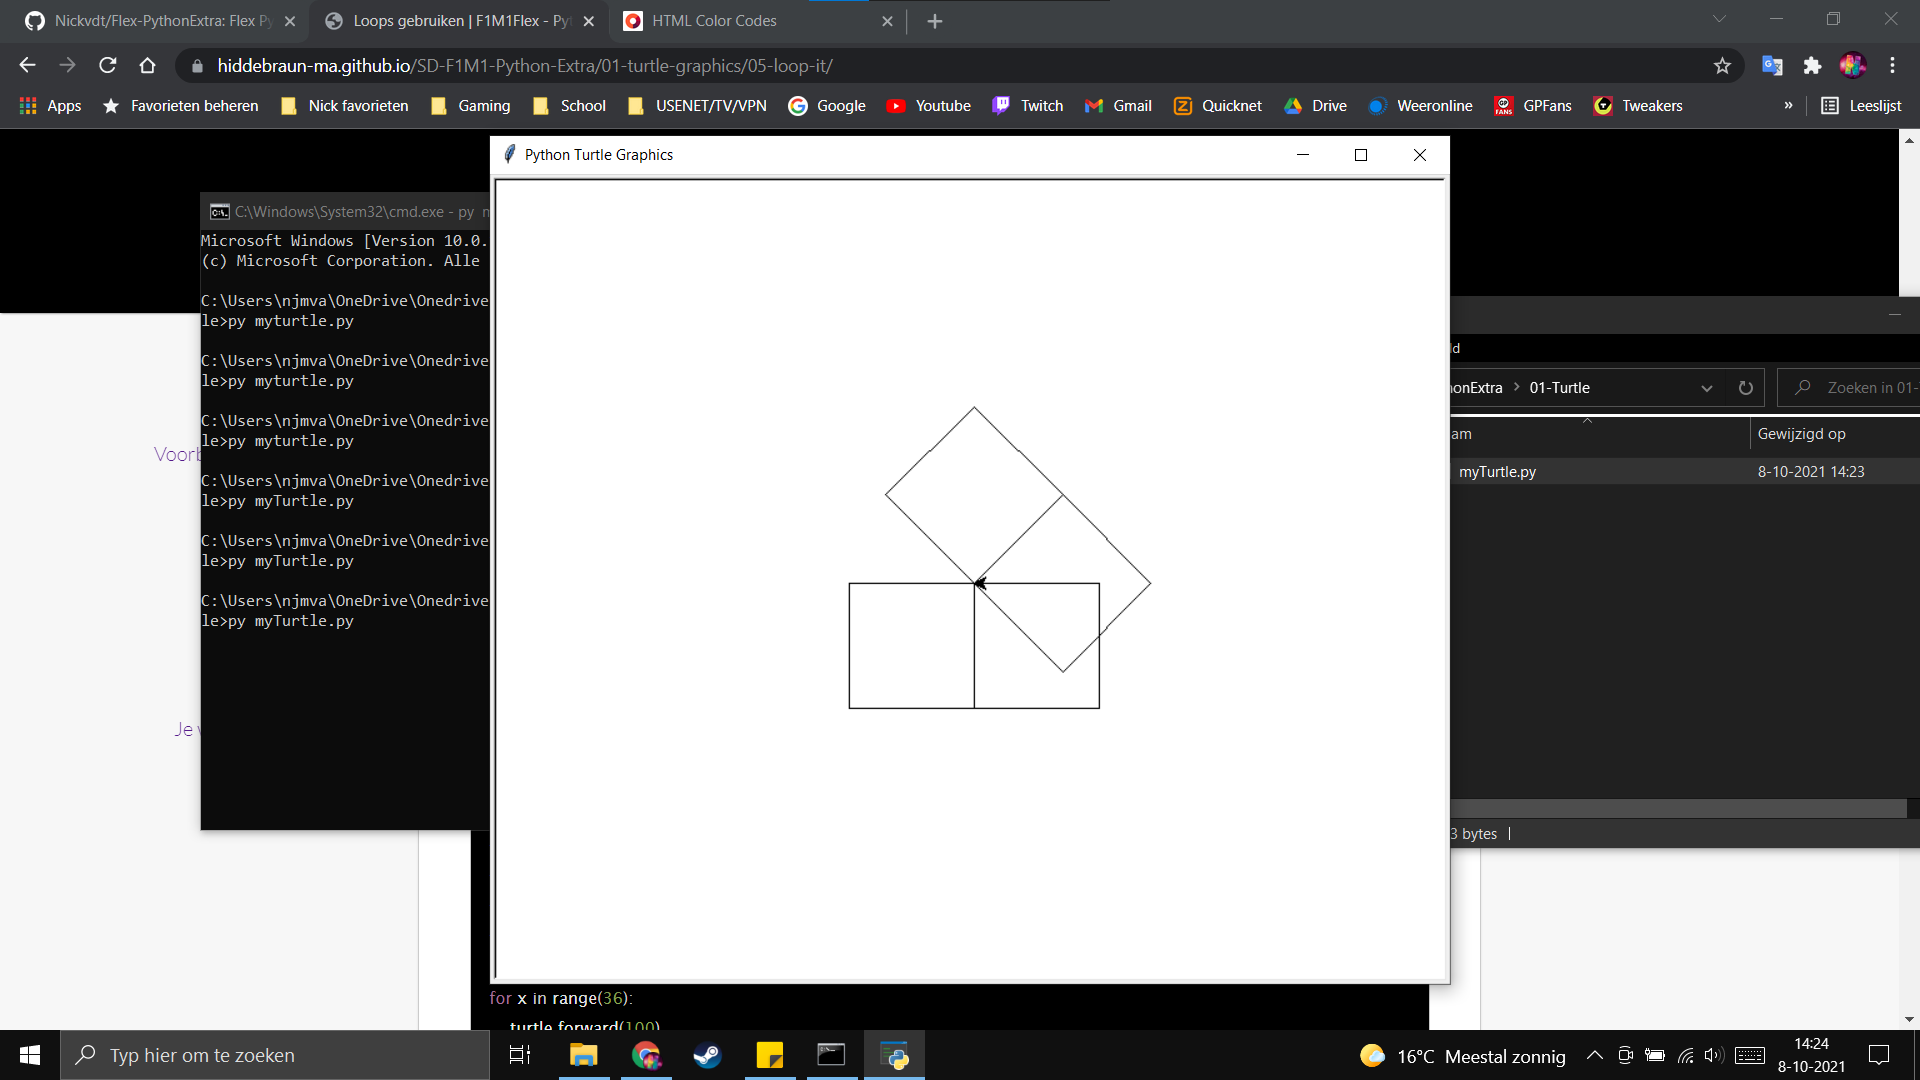 Nickvdt/Flex-PythonExtra: Flex Py
Loops gebruiken | F1M1Flex - Pyt
HTML Color Codes
hiddebraun-ma.github.io/SD-F1M1-Python-Extra/01-turtle-graphics/05-loop-it/
Apps
Favorieten beheren
Nick favorieten
Gaming
School
USENET/TV/VPN
Google
Youtube
Twitch
Gmail
Quicknet
Drive
Weeronline
GPFans
Tweakers
»
Leeslijst
Python Turtle Graphics
C:\Windows\System32\cmd.exe - py m
Microsoft Windows [Version 10.0.
(c) Microsoft Corporation. Alle
C:\Users\njmva\OneDrive\Onedrive
le>py myturtle.py
C:\Users\njmva\OneDrive\Onedrive
le>py myturtle.py
C:\Users\njmva\OneDrive\Onedrive
le>py myturtle.py
C:\Users\njmva\OneDrive\Onedrive
le>py myTurtle.py
C:\Users\njmva\OneDrive\Onedrive
le>py myTurtle.py
C:\Users\njmva\OneDrive\Onedrive
le>py myTurtle.py
Voorb
Je v
ld
honExtra > 01-Turtle
Zoeken in 01-
am
Gewijzigd op
myTurtle.py
8-10-2021 14:23
3 bytes
for x in range(36):
turtle.forward(100)
Typ hier om te zoeken
16°C Meestal zonnig
14:24
8-10-2021